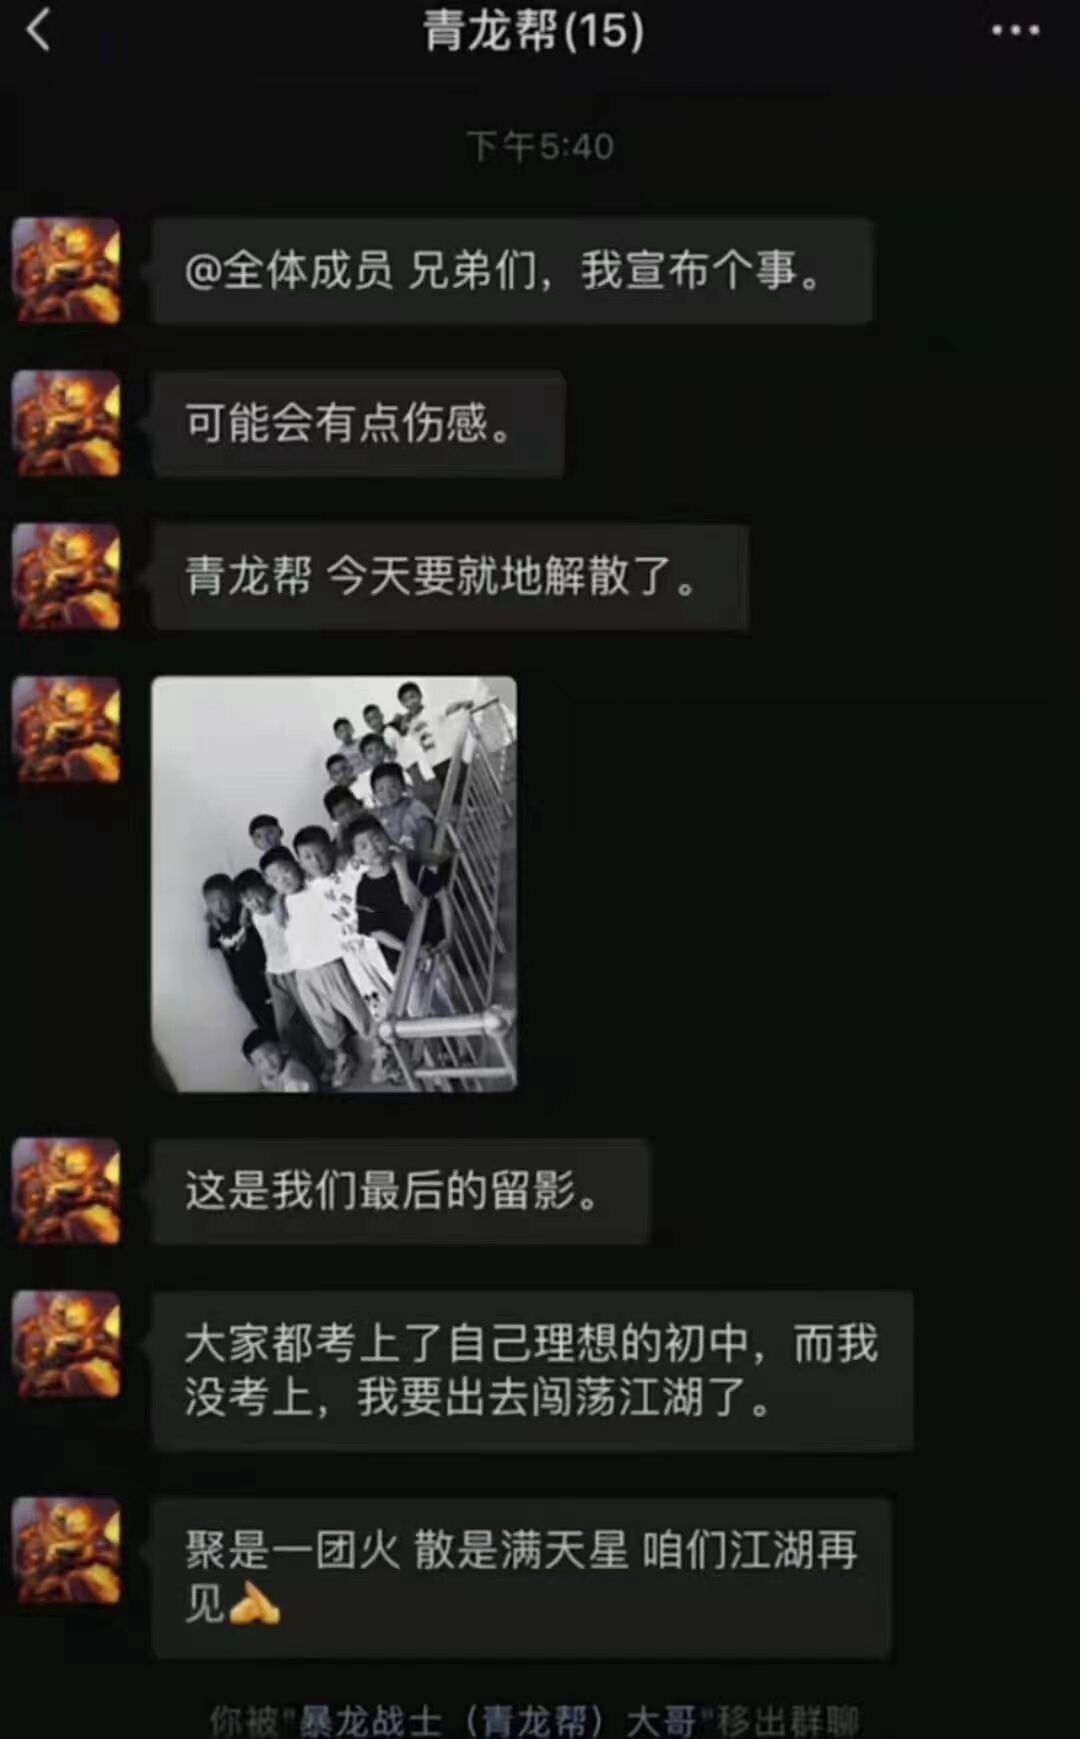 青龙帮(15)
下午5:40
@全体成员 兄弟们，我宣布个事。
可能会有点伤感。
青龙帮 今天要就地解散了。
这是我们最后的留影。
大家都考上了自己理想的初中，而我
没考上，我要出去闯荡江湖了。
聚是一团火 散是满天星 咱们江湖再
见
你被"暴龙战士（青龙帮）大哥"移出群聊